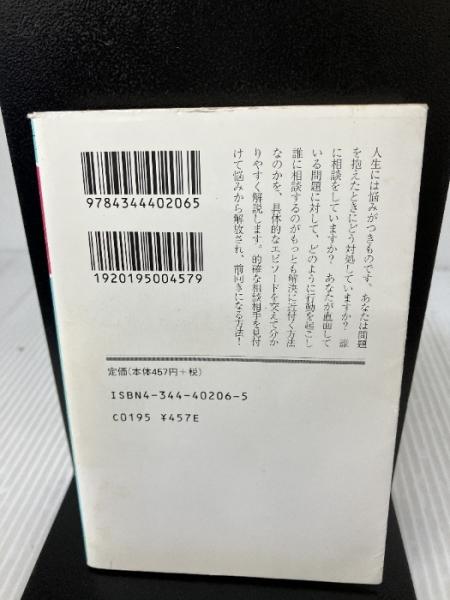 人生には悩みがつきものです。あなたは問題
を抱えたときにどう対処していますか？ 誰
に相談をしていますか？ あなたが直面して
いる問題に対して、どのように行動を起こし
誰に相談するのがもっとも解決に近付く方法
なのかを、具体的なエピソードを交えて分か
りやすく解説します。的確な相談相手を見付
けて悩みから解放され、前向きになる方法！
9784344402065
1920195004579
定価(本体457円＋税)
ISBN4-344-40206-5
C0195 ¥457E